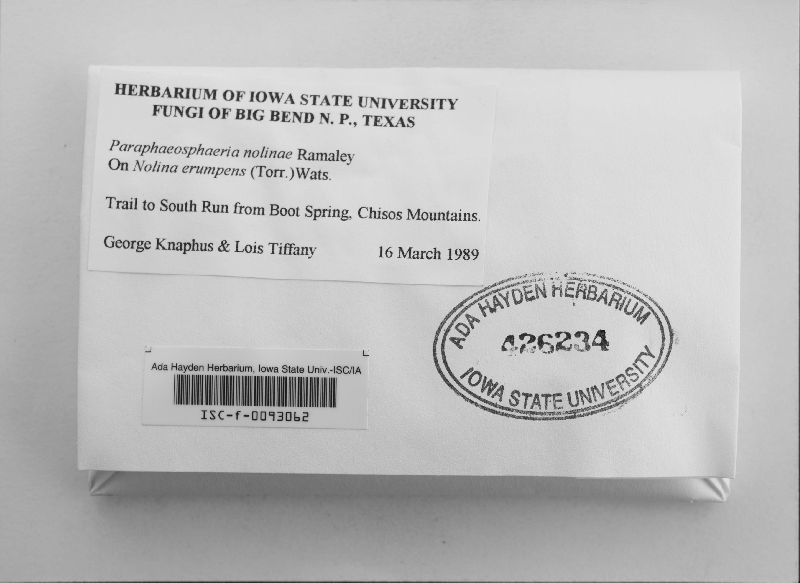 HERBARIUM OF IOWA STATE UNIVERSITY
FUNGI OF BIG BEND N. P., TEXAS
Paraphaeosphaeria nolinae Ramaley
On Nolina erumpens (Torr.)Wats.
Trail to South Run from Boot Spring, Chisos Mountains.
George Knaphus & Lois Tiffany 16 March 1989
ADA HAYDEN HERBARIUM
426234
IOWA STATE UNIVERSITY
Ada Hayden Herbarium, Iowa State Univ.-ISC/IA
ISC-f-0093062